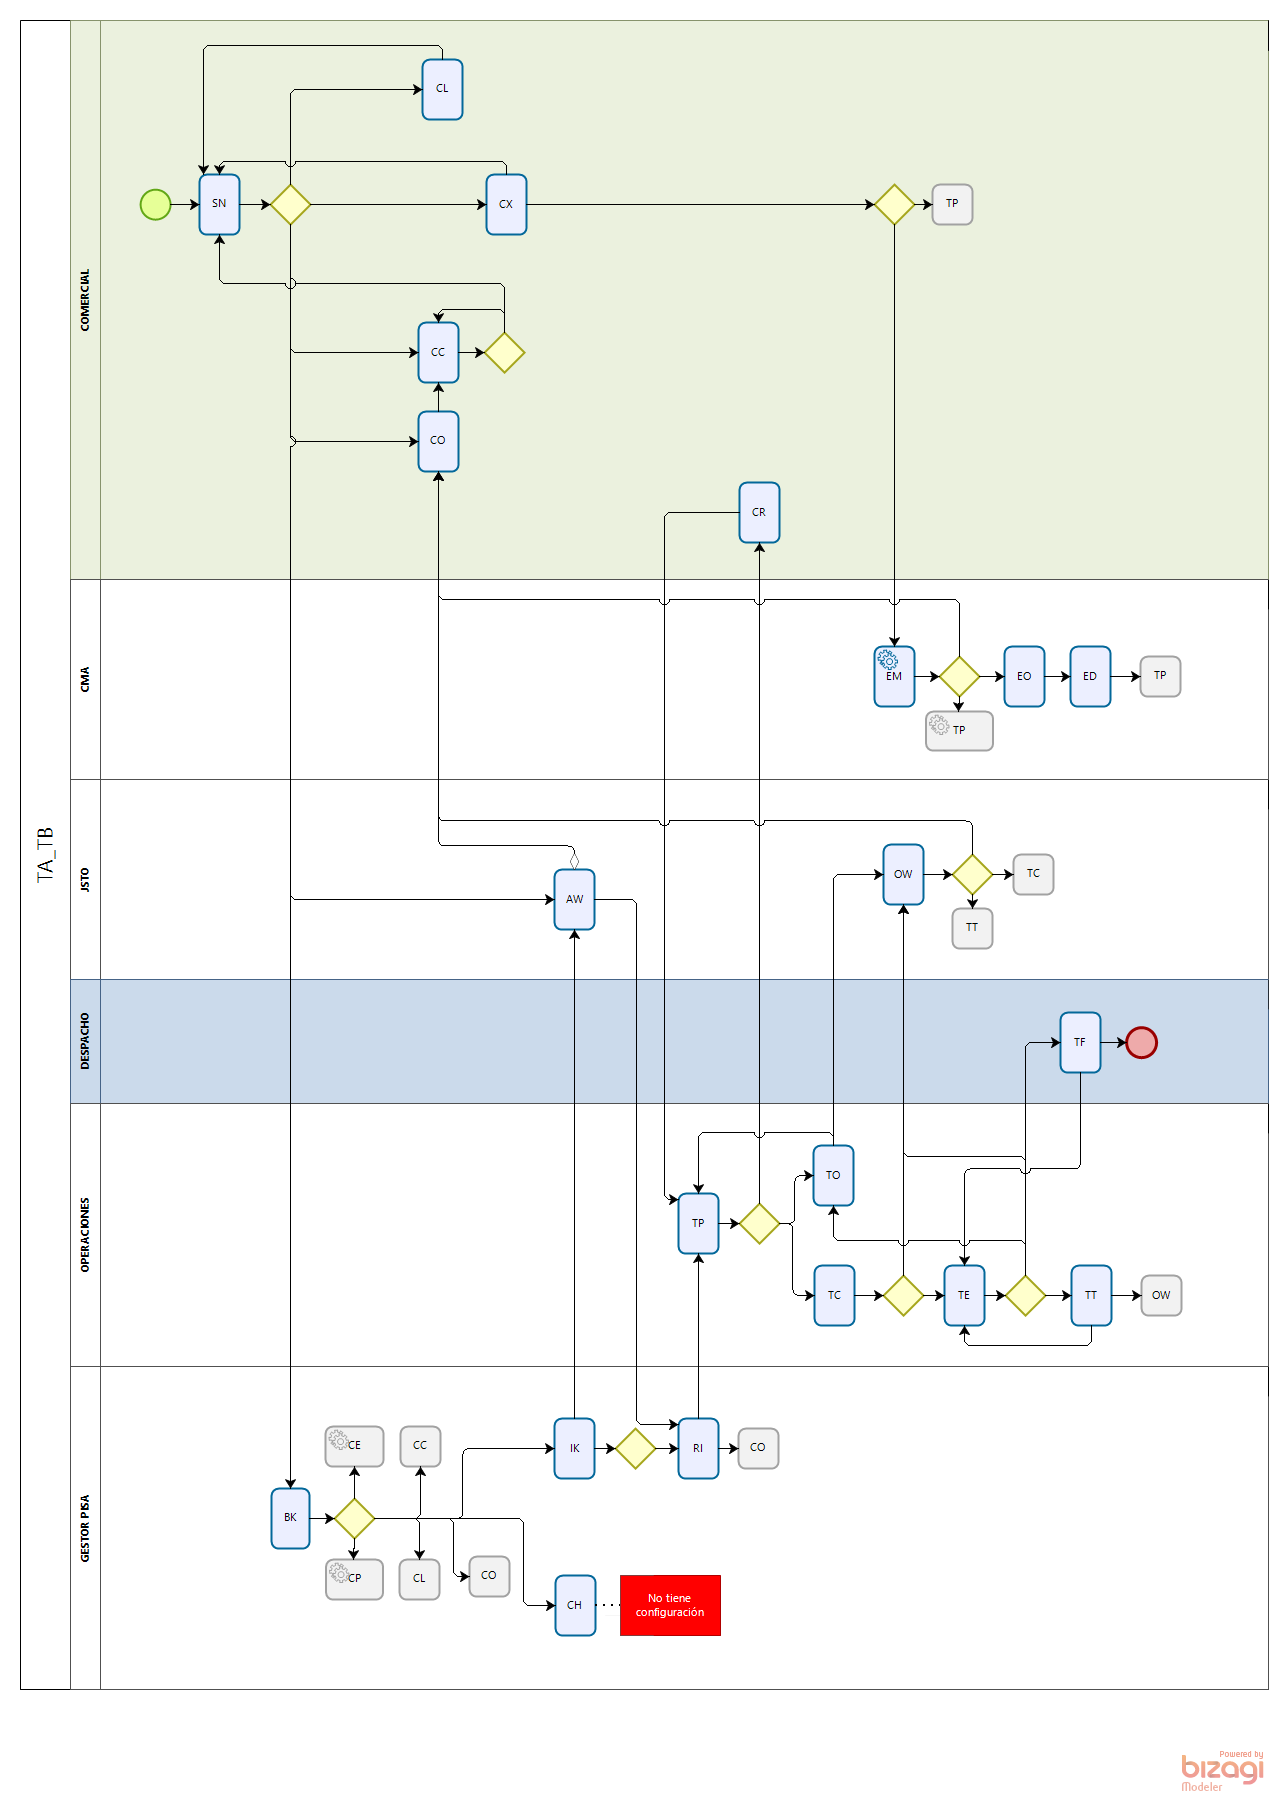 TA_TB
COMERCIAL
CL
SN
CX
TP
CC
CO
CR
CMA
EM
EO
ED
TP
TP
JSTO
OW
TC
AW
TT
DESPACHO
TF
OPERACIONES
TO
TP
TC
TE
TT
OW
GESTOR PISA
CE
CC
IK
RI
CO
BK
CP
CL
CO
CH
No tiene
configuración
Powered by
bizagi
Modeler